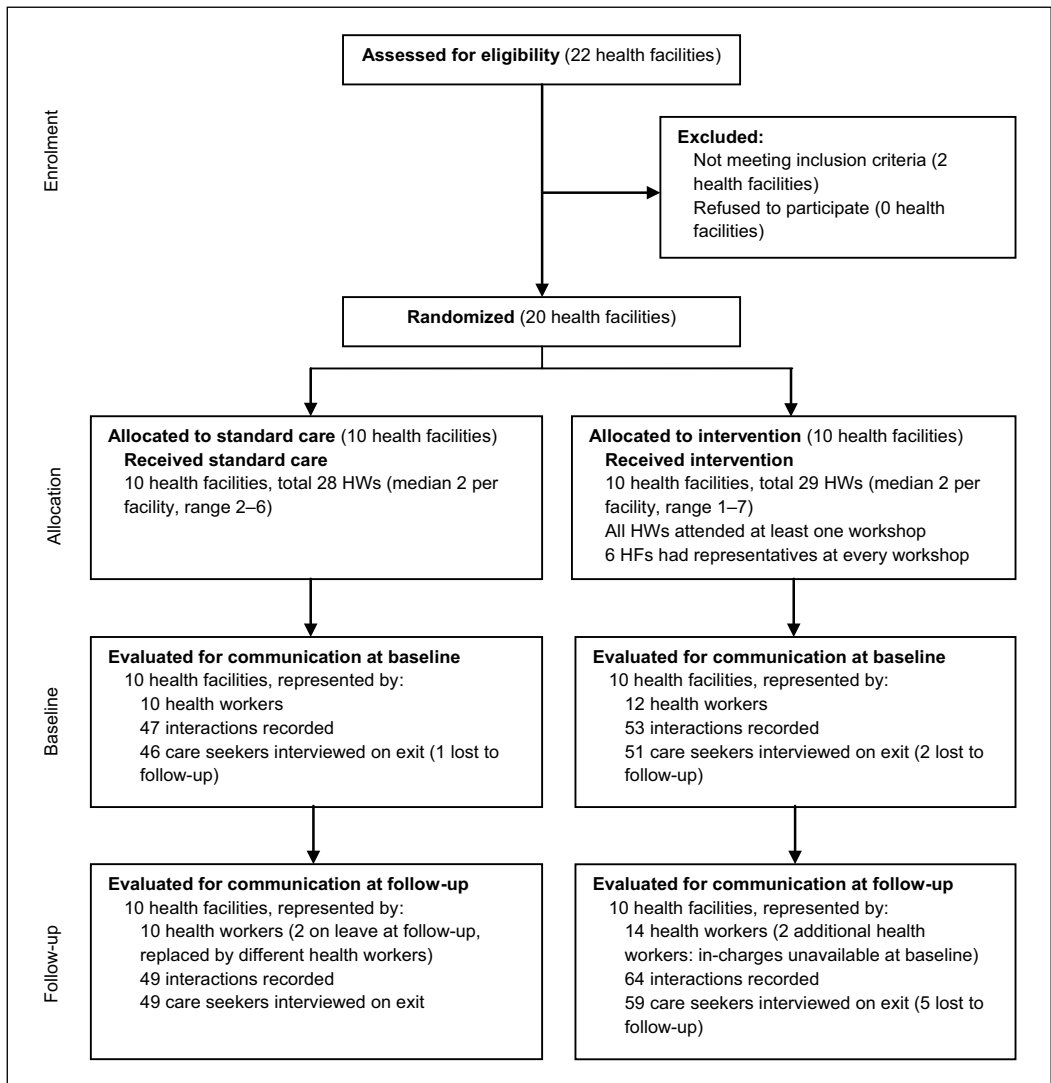 Assessed for eligibility (22 health facilities)
Enrolment
Excluded:
Not meeting inclusion criteria (2
health facilities)
Refused to participate (0 health
facilities)
Randomized (20 health facilities)
Allocation
Allocated to standard care (10 health facilities)
Received standard care
10 health facilities, total 28 HWs (median 2 per
facility, range 2–6)
Allocated to intervention (10 health facilities)
Received intervention
10 health facilities, total 29 HWs (median 2 per
facility, range 1–7)
All HWs attended at least one workshop
6 HFs had representatives at every workshop
Baseline
Evaluated for communication at baseline
10 health facilities, represented by:
10 health workers
47 interactions recorded
46 care seekers interviewed on exit (1 lost to
follow-up)
Evaluated for communication at baseline
10 health facilities, represented by:
12 health workers
53 interactions recorded
51 care seekers interviewed on exit (2 lost to
follow-up)
Follow-up
Evaluated for communication at follow-up
10 health facilities, represented by:
10 health workers (2 on leave at follow-up,
replaced by different health workers)
49 interactions recorded
49 care seekers interviewed on exit
Evaluated for communication at follow-up
10 health facilities, represented by:
14 health workers (2 additional health
workers: in-charges unavailable at baseline)
64 interactions recorded
59 care seekers interviewed on exit (5 lost to
follow-up)